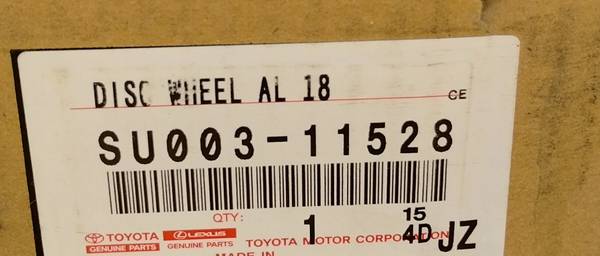 DISC WHEEL AL 18
CE
SU003-11528
QTY: 1 15
TOYOTA LEXUS TOYOTA MOTOR CORPORATION 4D JZ
GENUINE PARTS GENUINE PARTS
MADE IN